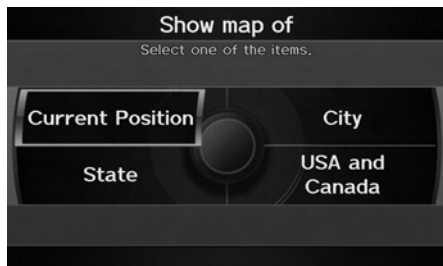 Show map of
Select one of the items.
Current Position
City
State
USA and
Canada